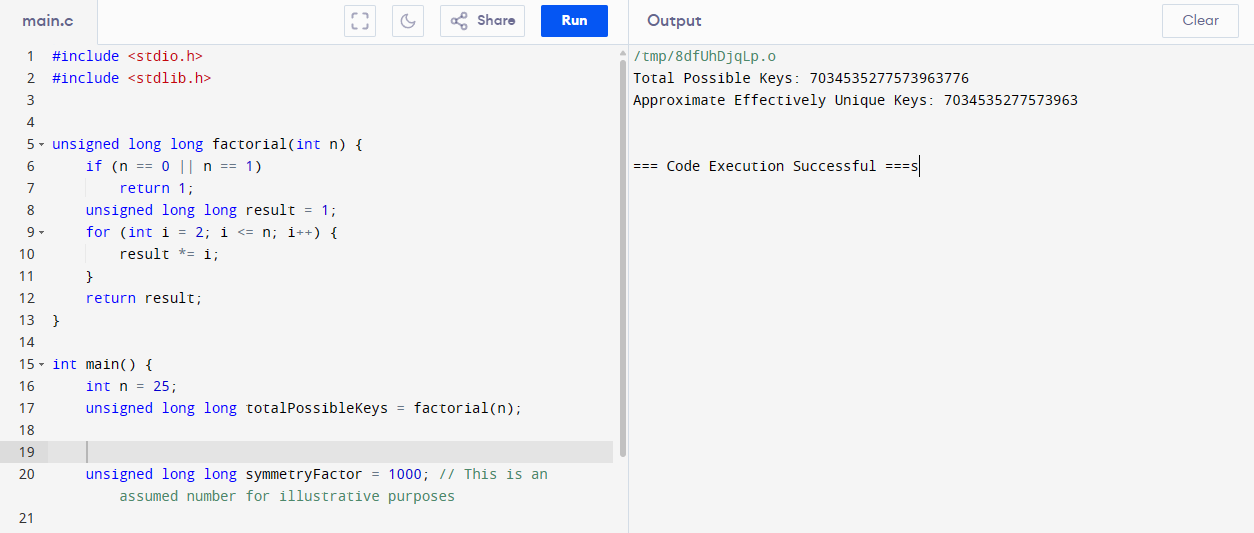 main.c
Share
Run
Output
Clear
1 #include <stdio.h>
2 #include <stdlib.h>
3
4
5 unsigned long long factorial(int n) {
6     if (n == 0 || n == 1)
7         return 1;
8     unsigned long long result = 1;
9     for (int i = 2; i <= n; i++) {
10         result *= i;
11     }
12     return result;
13 }
14
15 int main() {
16     int n = 25;
17     unsigned long long totalPossibleKeys = factorial(n);
18
19
20     unsigned long long symmetryFactor = 1000; // This is an
        assumed number for illustrative purposes
21
/tmp/8dfUhDjqLp.o
Total Possible Keys: 7034535277573963776
Approximate Effectively Unique Keys: 7034535277573963
=== Code Execution Successful ===s